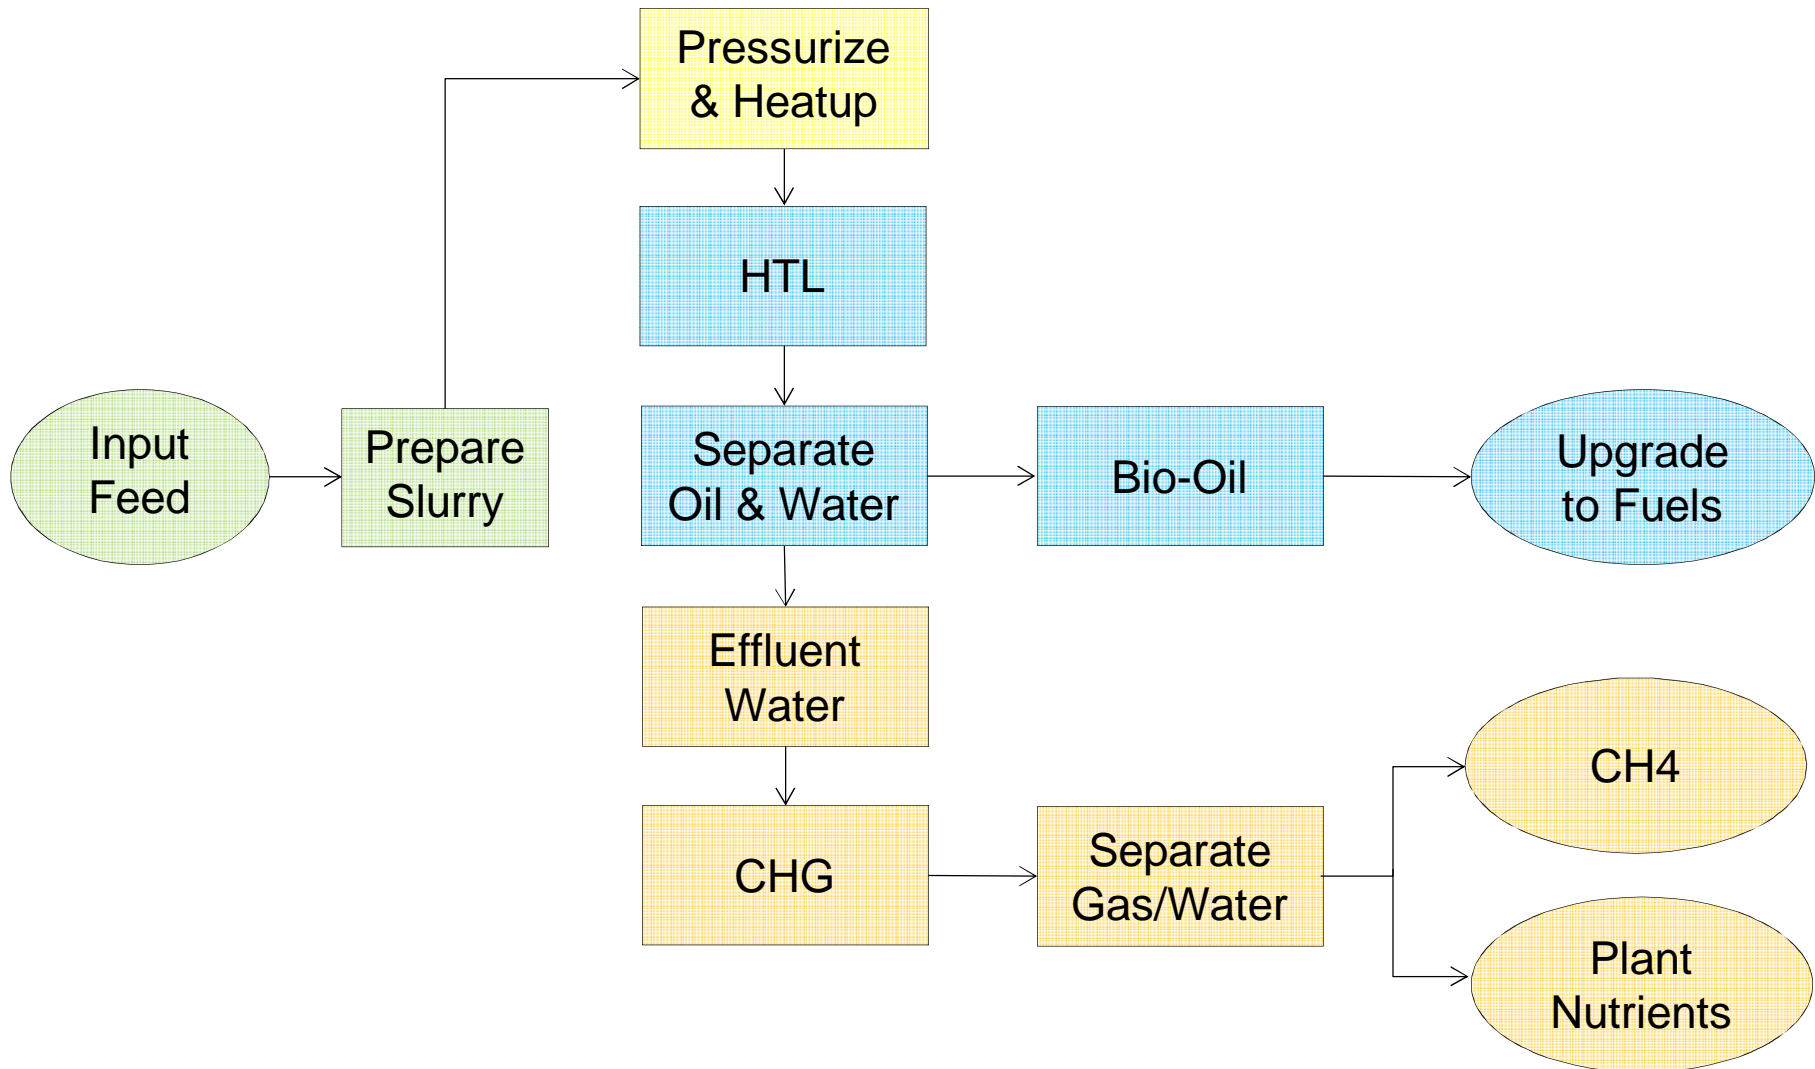 Pressurize
& Heatup
HTL
Input
Feed
Prepare
Slurry
Separate
Oil & Water
Bio-Oil
Upgrade
to Fuels
Effluent
Water
CH4
CHG
Separate
Gas/Water
Plant
Nutrients